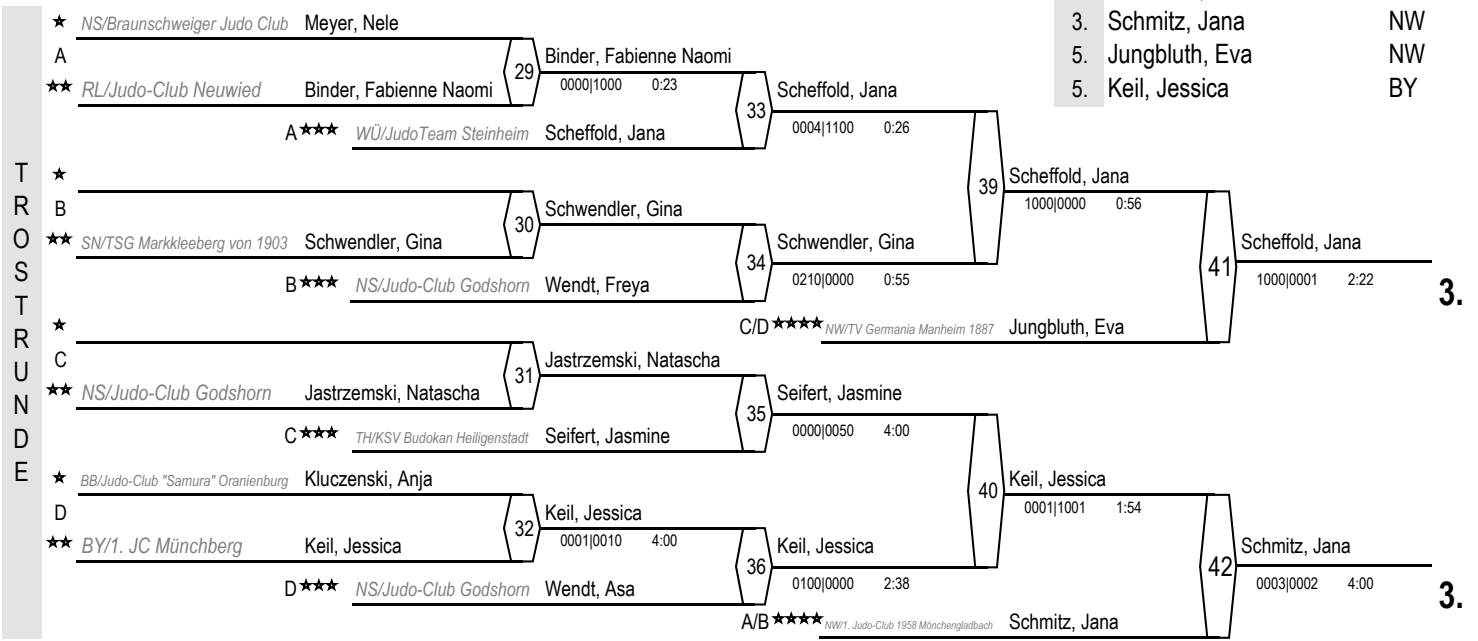 3. Schmitz, Jana NW
5. Jungbluth, Eva NW
5. Keil, Jessica BY
TROSTRUNDE
★ NS/Braunschweiger Judo Club Meyer, Nele
A
★★ RL/Judo-Club Neuwied Binder, Fabienne Naomi
29
Binder, Fabienne Naomi
0000|1000 0:23
A★★★ WÜ/JudoTeam Steinheim Scheffold, Jana
33
Scheffold, Jana
0004|1100 0:26
★
B
★★ SN/TSG Markkleeberg von 1903 Schwendler, Gina
30
Schwendler, Gina
B★★★ NS/Judo-Club Godshorn Wendt, Freya
34
Schwendler, Gina
0210|0000 0:55
39
Scheffold, Jana
1000|0000 0:56
C/D★★★★ NW/TV Germania Manheim 1887 Jungbluth, Eva
41
Scheffold, Jana
1000|0001 2:22
3.
★
C
★★ NS/Judo-Club Godshorn Jastrzemski, Natascha
31
Jastrzemski, Natascha
C★★★ TH/KSV Budokan Heiligenstadt Seifert, Jasmine
35
Seifert, Jasmine
0000|0050 4:00
★ BB/Judo-Club "Samura" Oranienburg Kluczenski, Anja
D
★★ BY/1. JC Münchberg Keil, Jessica
32
Keil, Jessica
0001|0010 4:00
D★★★ NS/Judo-Club Godshorn Wendt, Asa
36
Keil, Jessica
0100|0000 2:38
40
Keil, Jessica
0001|1001 1:54
A/B★★★★ NW/1. Judo-Club 1958 Mönchengladbach Schmitz, Jana
42
Schmitz, Jana
0003|0002 4:00
3.